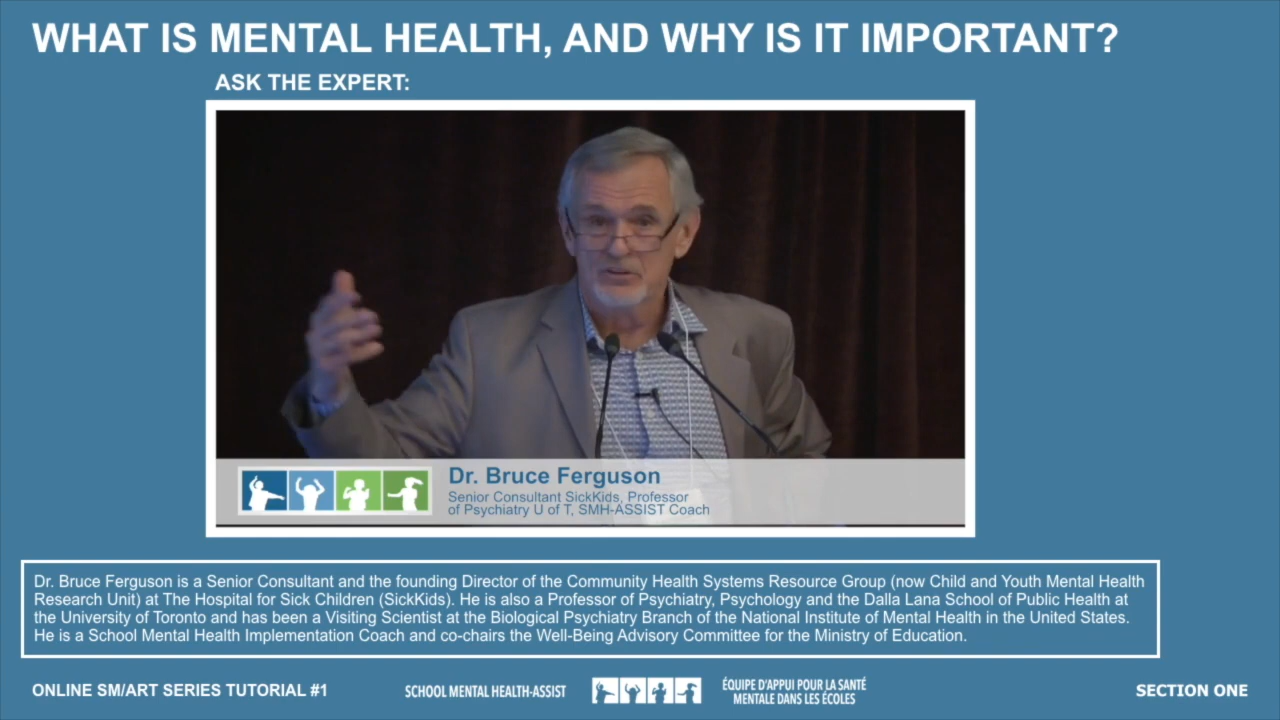 WHAT IS MENTAL HEALTH, AND WHY IS IT IMPORTANT?
ASK THE EXPERT:
Dr. Bruce Ferguson
Senior Consultant SickKids, Professor
of Psychiatry U of T, SMH-ASSIST Coach
Dr. Bruce Ferguson is a Senior Consultant and the founding Director of the Community Health Systems Resource Group (now Child and Youth Mental Health
Research Unit) at The Hospital for Sick Children (SickKids). He is also a Professor of Psychiatry, Psychology and the Dalla Lana School of Public Health at
the University of Toronto and has been a Visiting Scientist at the Biological Psychiatry Branch of the National Institute of Mental Health in the United States.
He is a School Mental Health Implementation Coach and co-chairs the Well-Being Advisory Committee for the Ministry of Education.
ONLINE SM/ART SERIES TUTORIAL #1
SCHOOL MENTAL HEALTH-ASSIST
ÉQUIPE D'APPUI POUR LA SANTÉ
MENTALE DANS LES ÉCOLES
SECTION ONE